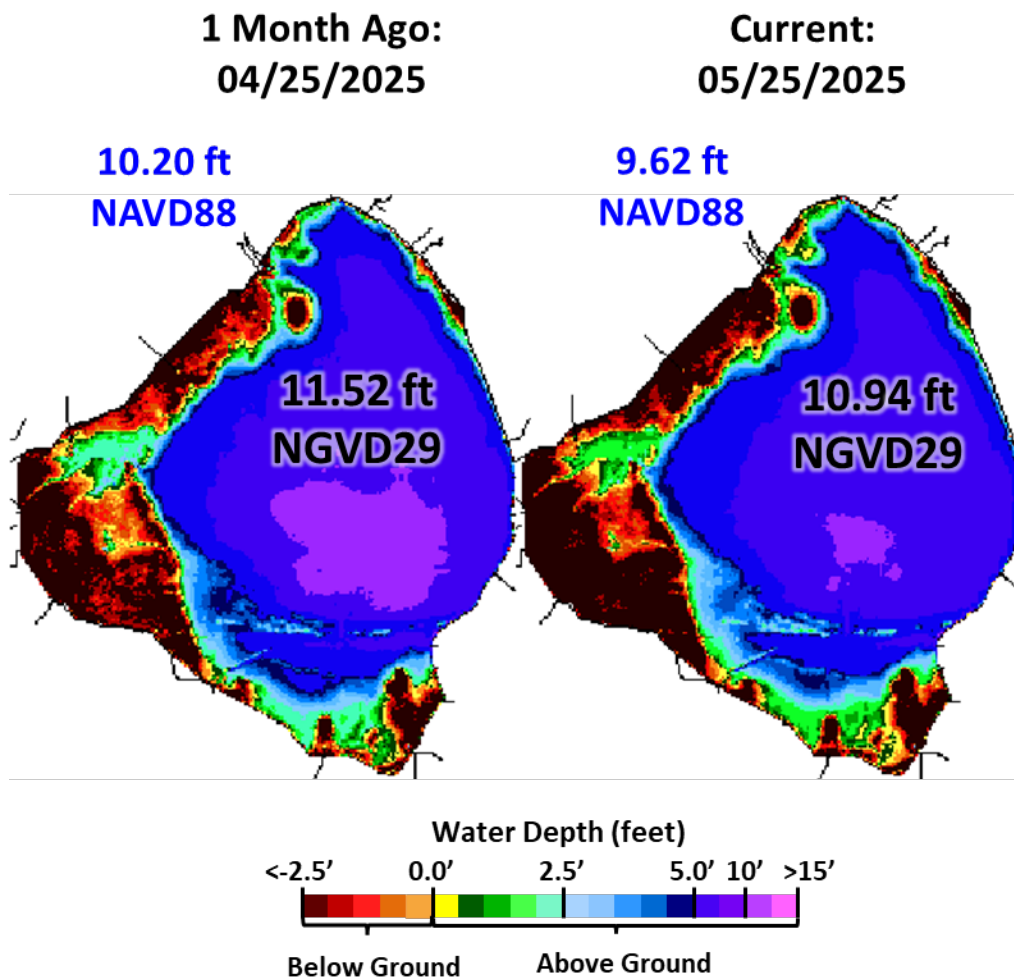 1 Month Ago:
04/25/2025
Current:
05/25/2025
10.20 ft
NAVD88
9.62 ft
NAVD88
11.52 ft
NGVD29
10.94 ft
NGVD29
Water Depth (feet)
<-2.5’ 0.0’ 2.5’ 5.0’ 10’ >15’
Below Ground Above Ground